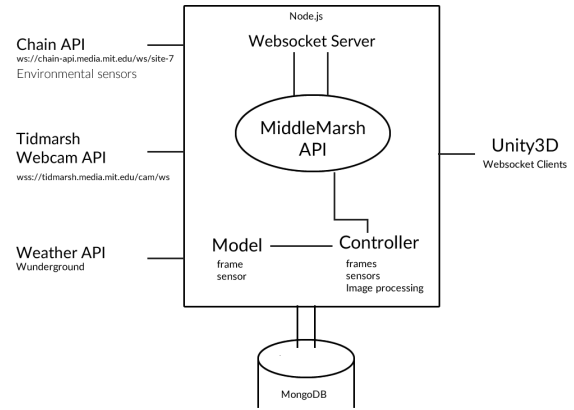 Node.js
Websocket Server
Chain API
ws://chain-api.media.mit.edu/ws/site-7
Environmental sensors
MiddleMarsh
API
Tidmarsh
Webcam API
wss://tidmarsh.media.mit.edu/cam/ws
Unity3D
Websocket Clients
Weather API
Wunderground
Model
frame
sensor
Controller
frames
sensors
Image processing
MongoDB